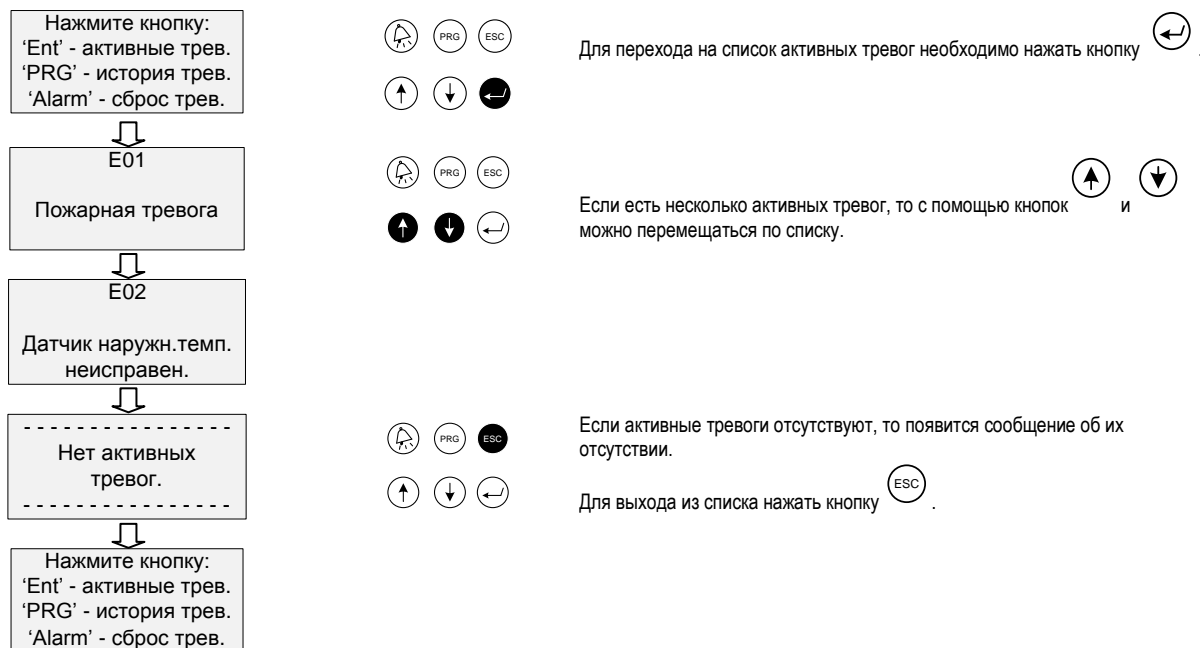 Нажмите кнопку:
‘Ent’ - активные трев.
‘PRG’ - история трев.
‘Alarm’ - сброс трев.
PRG
ESC
Для перехода на список активных тревог необходимо нажать кнопку .
E01
Пожарная тревога
PRG
ESC
Если есть несколько активных тревог, то с помощью кнопок и
можно перемещаться по списку.
E02
Датчик наружн.темп.
неисправен.
- - - - - - - - - - - - - - - - -
Нет активных
тревог.
- - - - - - - - - - - - - - - - -
PRG
ESC
Если активные тревоги отсутствуют, то появится сообщение об их
отсутствии.
Для выхода из списка нажать кнопку ESC .
Нажмите кнопку:
‘Ent’ - активные трев.
‘PRG’ - история трев.
‘Alarm’ - сброс трев.